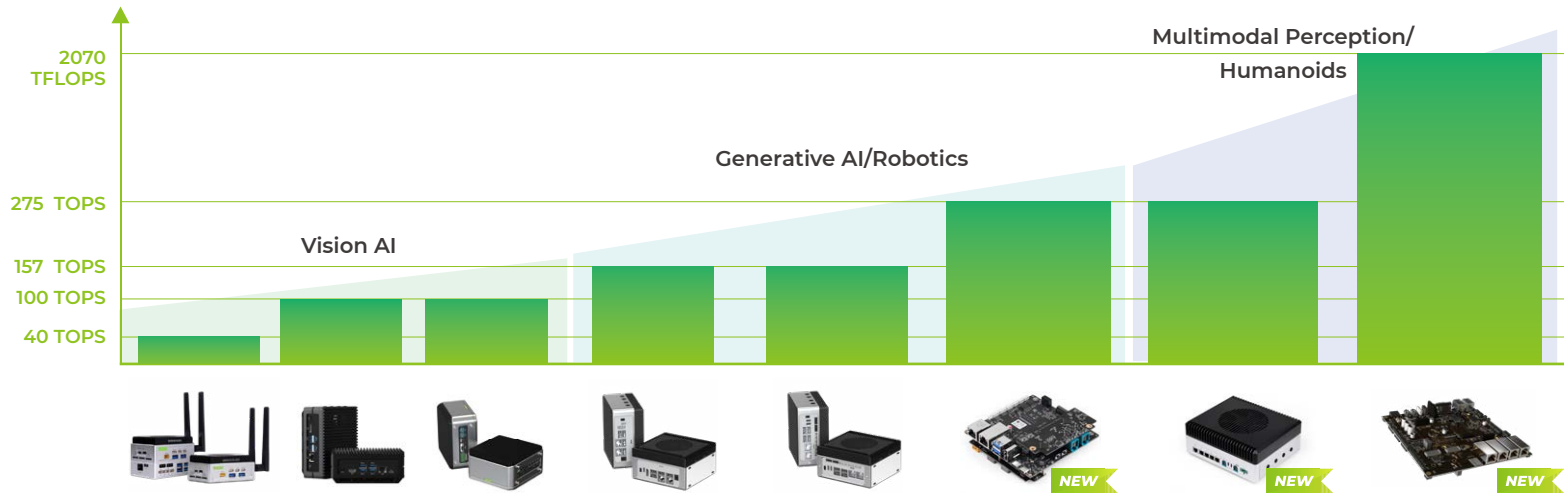 2070
TFLOPS
Multimodal Perception/
Humanoids
Generative AI/Robotics
275 TOPS
Vision AI
157 TOPS
100 TOPS
40 TOPS
NEW
NEW
NEW